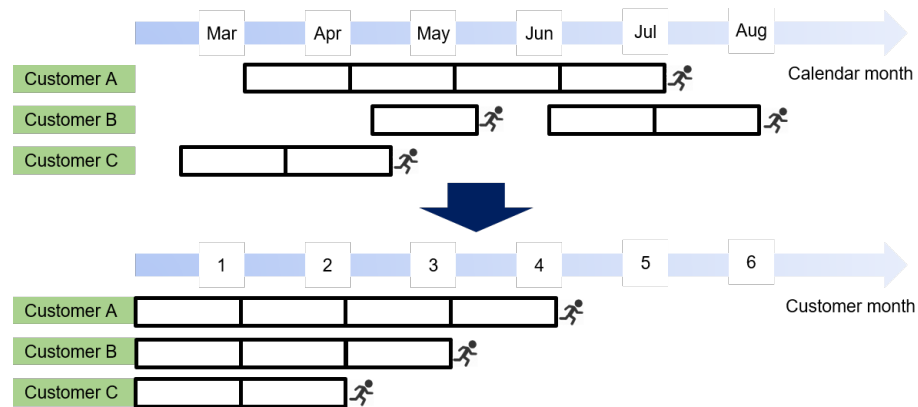 Mar Apr May Jun Jul Aug
Calendar month
Customer A
Customer B
Customer C
1 2 3 4 5 6
Customer month
Customer A
Customer B
Customer C